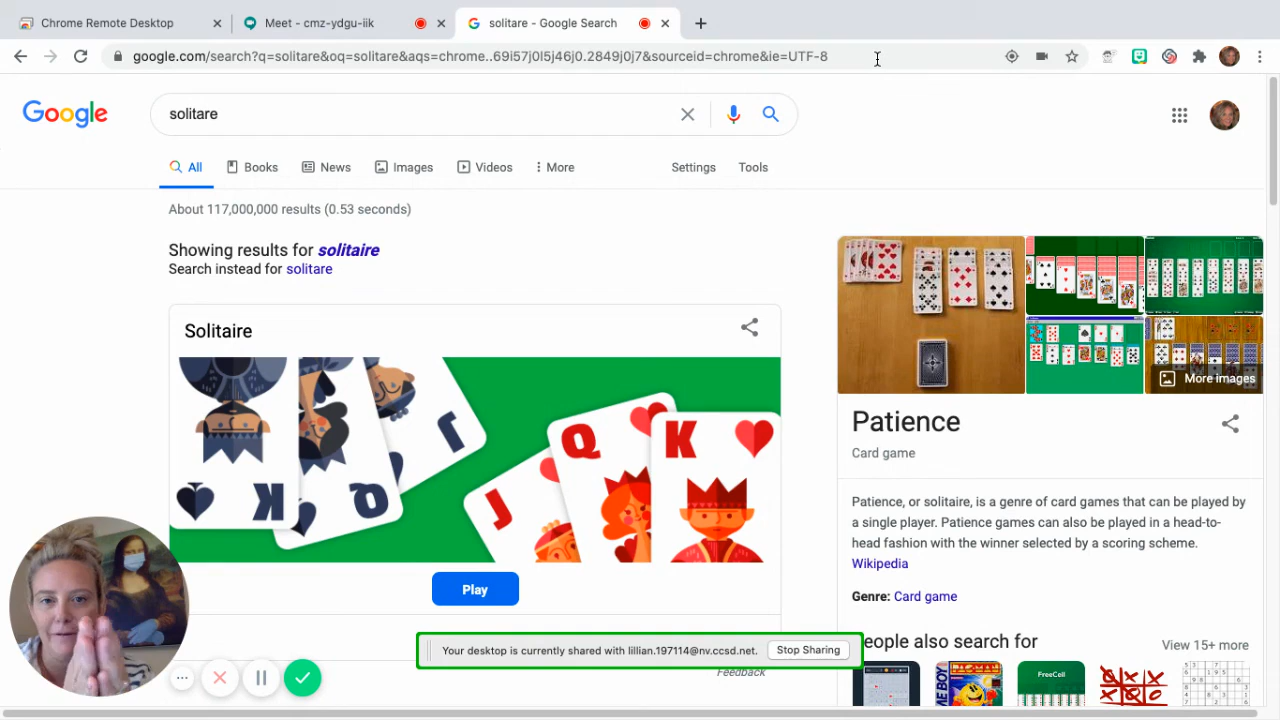 Chrome Remote Desktop
Meet - cmz-ydgu-iik
solitare - Google Search
google.com/search?q=solitare&oq=solitare&aqs=chrome..69i57j0l5j46j0.2849j0j7&sourceid=chrome&ie=UTF-8
Google
solitare
All
Books
News
Images
Videos
More
Settings
Tools
About 117,000,000 results (0.53 seconds)
Showing results for solitaire
Search instead for solitare
Solitaire
K
Q
J
J
Q
K
Play
Feedback
More images
Patience
Card game
Patience, or solitaire, is a genre of card games that can be played by
a single player. Patience games can also be played in a head-to-
head fashion with the winner selected by a scoring scheme.
Wikipedia
Genre: Card game
eople also search for
View 15+ more
FreeCell
Your desktop is currently shared with lillian.197114@nv.ccsd.net.
Stop Sharing